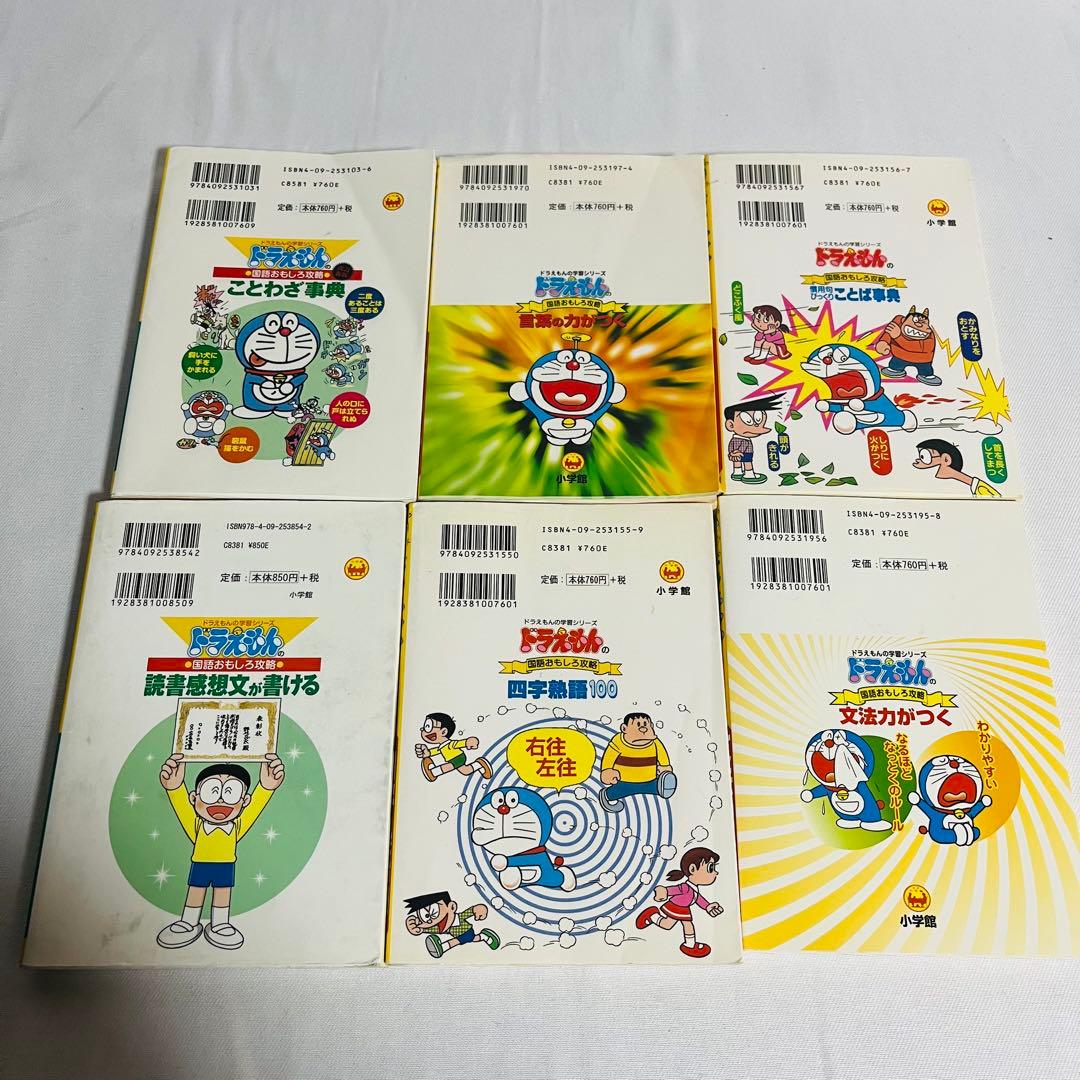 9784092531031
ISBN4-09-253103-6
C8581 ¥760E
1928581007609
定価：本体760円＋税
ドラえもんの学習シリーズ
ドラえもんの
国語おもしろ攻略
ことわざ事典
二度
あることは
三度ある
飼い犬に
手を
かまれる
人の口に
戸は立てら
れぬ
窮鼠
猫をかむ
9784092531970
ISBN4-09-253197-4
C8381 ¥760E
1928381007601
定価：本体760円＋税
ドラえもんの学習シリーズ
ドラえもんの
国語おもしろ攻略
言葉の力がつく
小学館
9784092531567
ISBN4-09-253156-7
C8381 ¥760E
1928381007601
定価：本体760円＋税
小学館
ドラえもんの学習シリーズ
ドラえもんの
国語おもしろ攻略
慣用句
びっくり
ことば事典
どこふく風
かみなりを
おとす
頭が
きれる
しりに
火がつく
首を長く
してまつ
9784092538542
ISBN978-4-09-253854-2
C8381 ¥850E
1928381008509
定価：本体850円＋税
小学館
ドラえもんの学習シリーズ
ドラえもんの
国語おもしろ攻略
読書感想文が書ける
表彰状
9784092531550
ISBN4-09-253155-9
C8381 ¥760E
1928381007601
定価：本体760円＋税
小学館
ドラえもんの学習シリーズ
ドラえもんの
国語おもしろ攻略
四字熟語100
右往
左往
9784092531956
ISBN4-09-253195-8
C8381 ¥760E
1928381007601
定価：本体760円＋税
ドラえもんの学習シリーズ
ドラえもんの
国語おもしろ攻略
文法力がつく
わかりやすい
なるほど
なっとくのルール
小学館